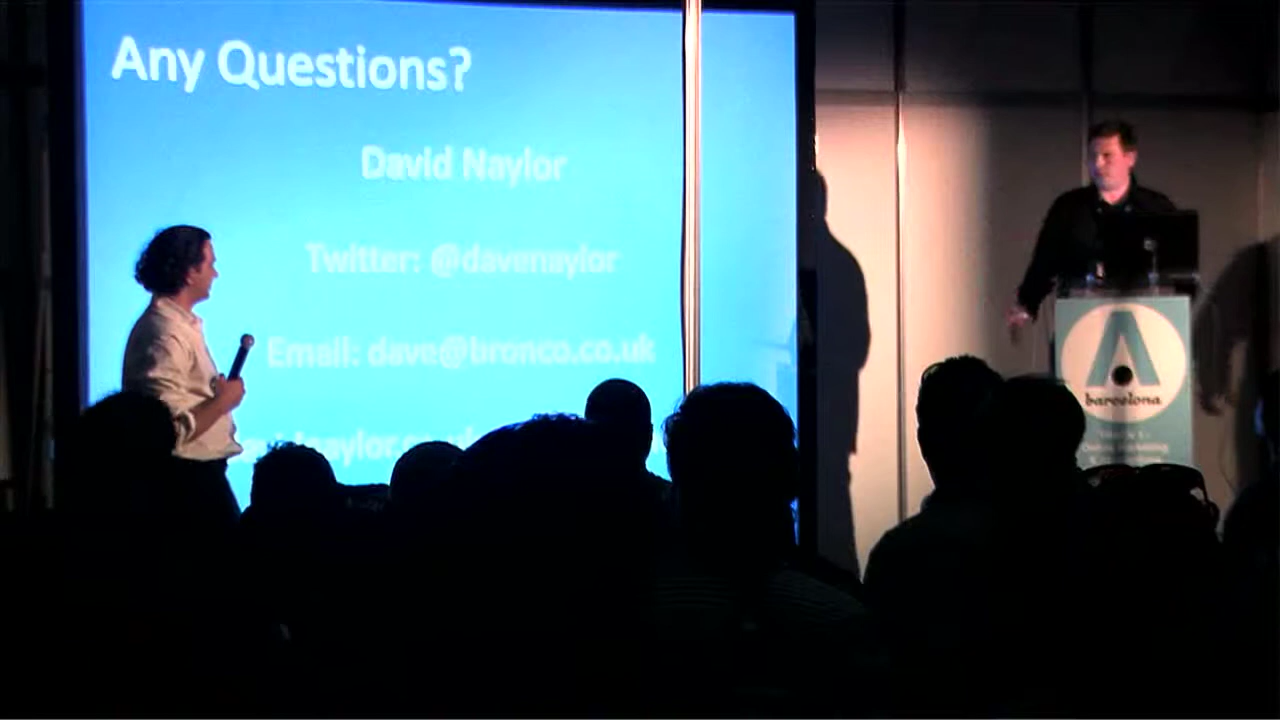 Any Questions?
David Naylor
Twitter: @davenaylor
Email: dave@bronco.co.uk
A
barcelona